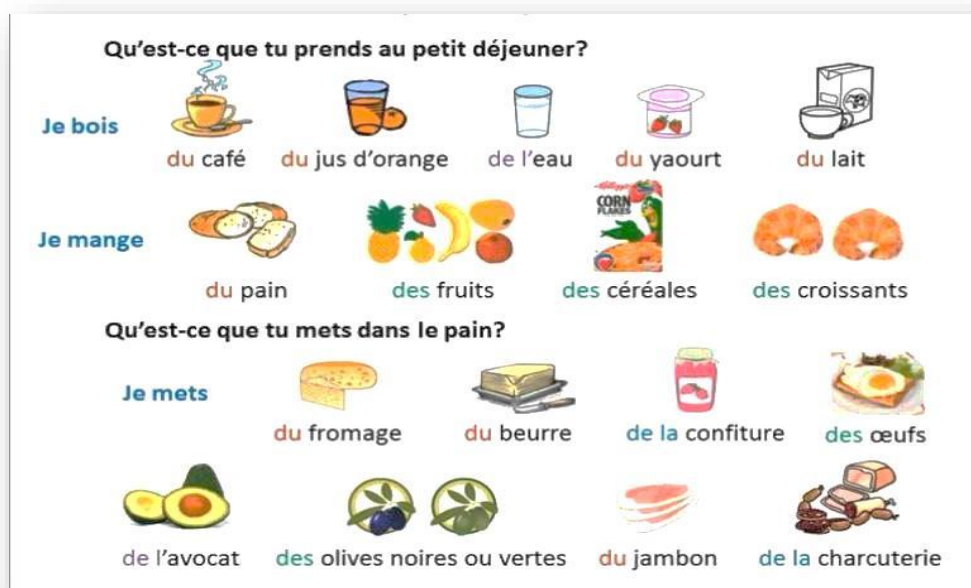 Qu'est-ce que tu prends au petit déjeuner?
Je bois
du café du jus d'orange de l'eau du yaourt du lait
Je mange
CORN
FLAKES
du pain des fruits des céréales des croissants
Qu'est-ce que tu mets dans le pain?
Je mets
du fromage du beurre de la confiture des œufs
de l'avocat des olives noires ou vertes du jambon de la charcuterie